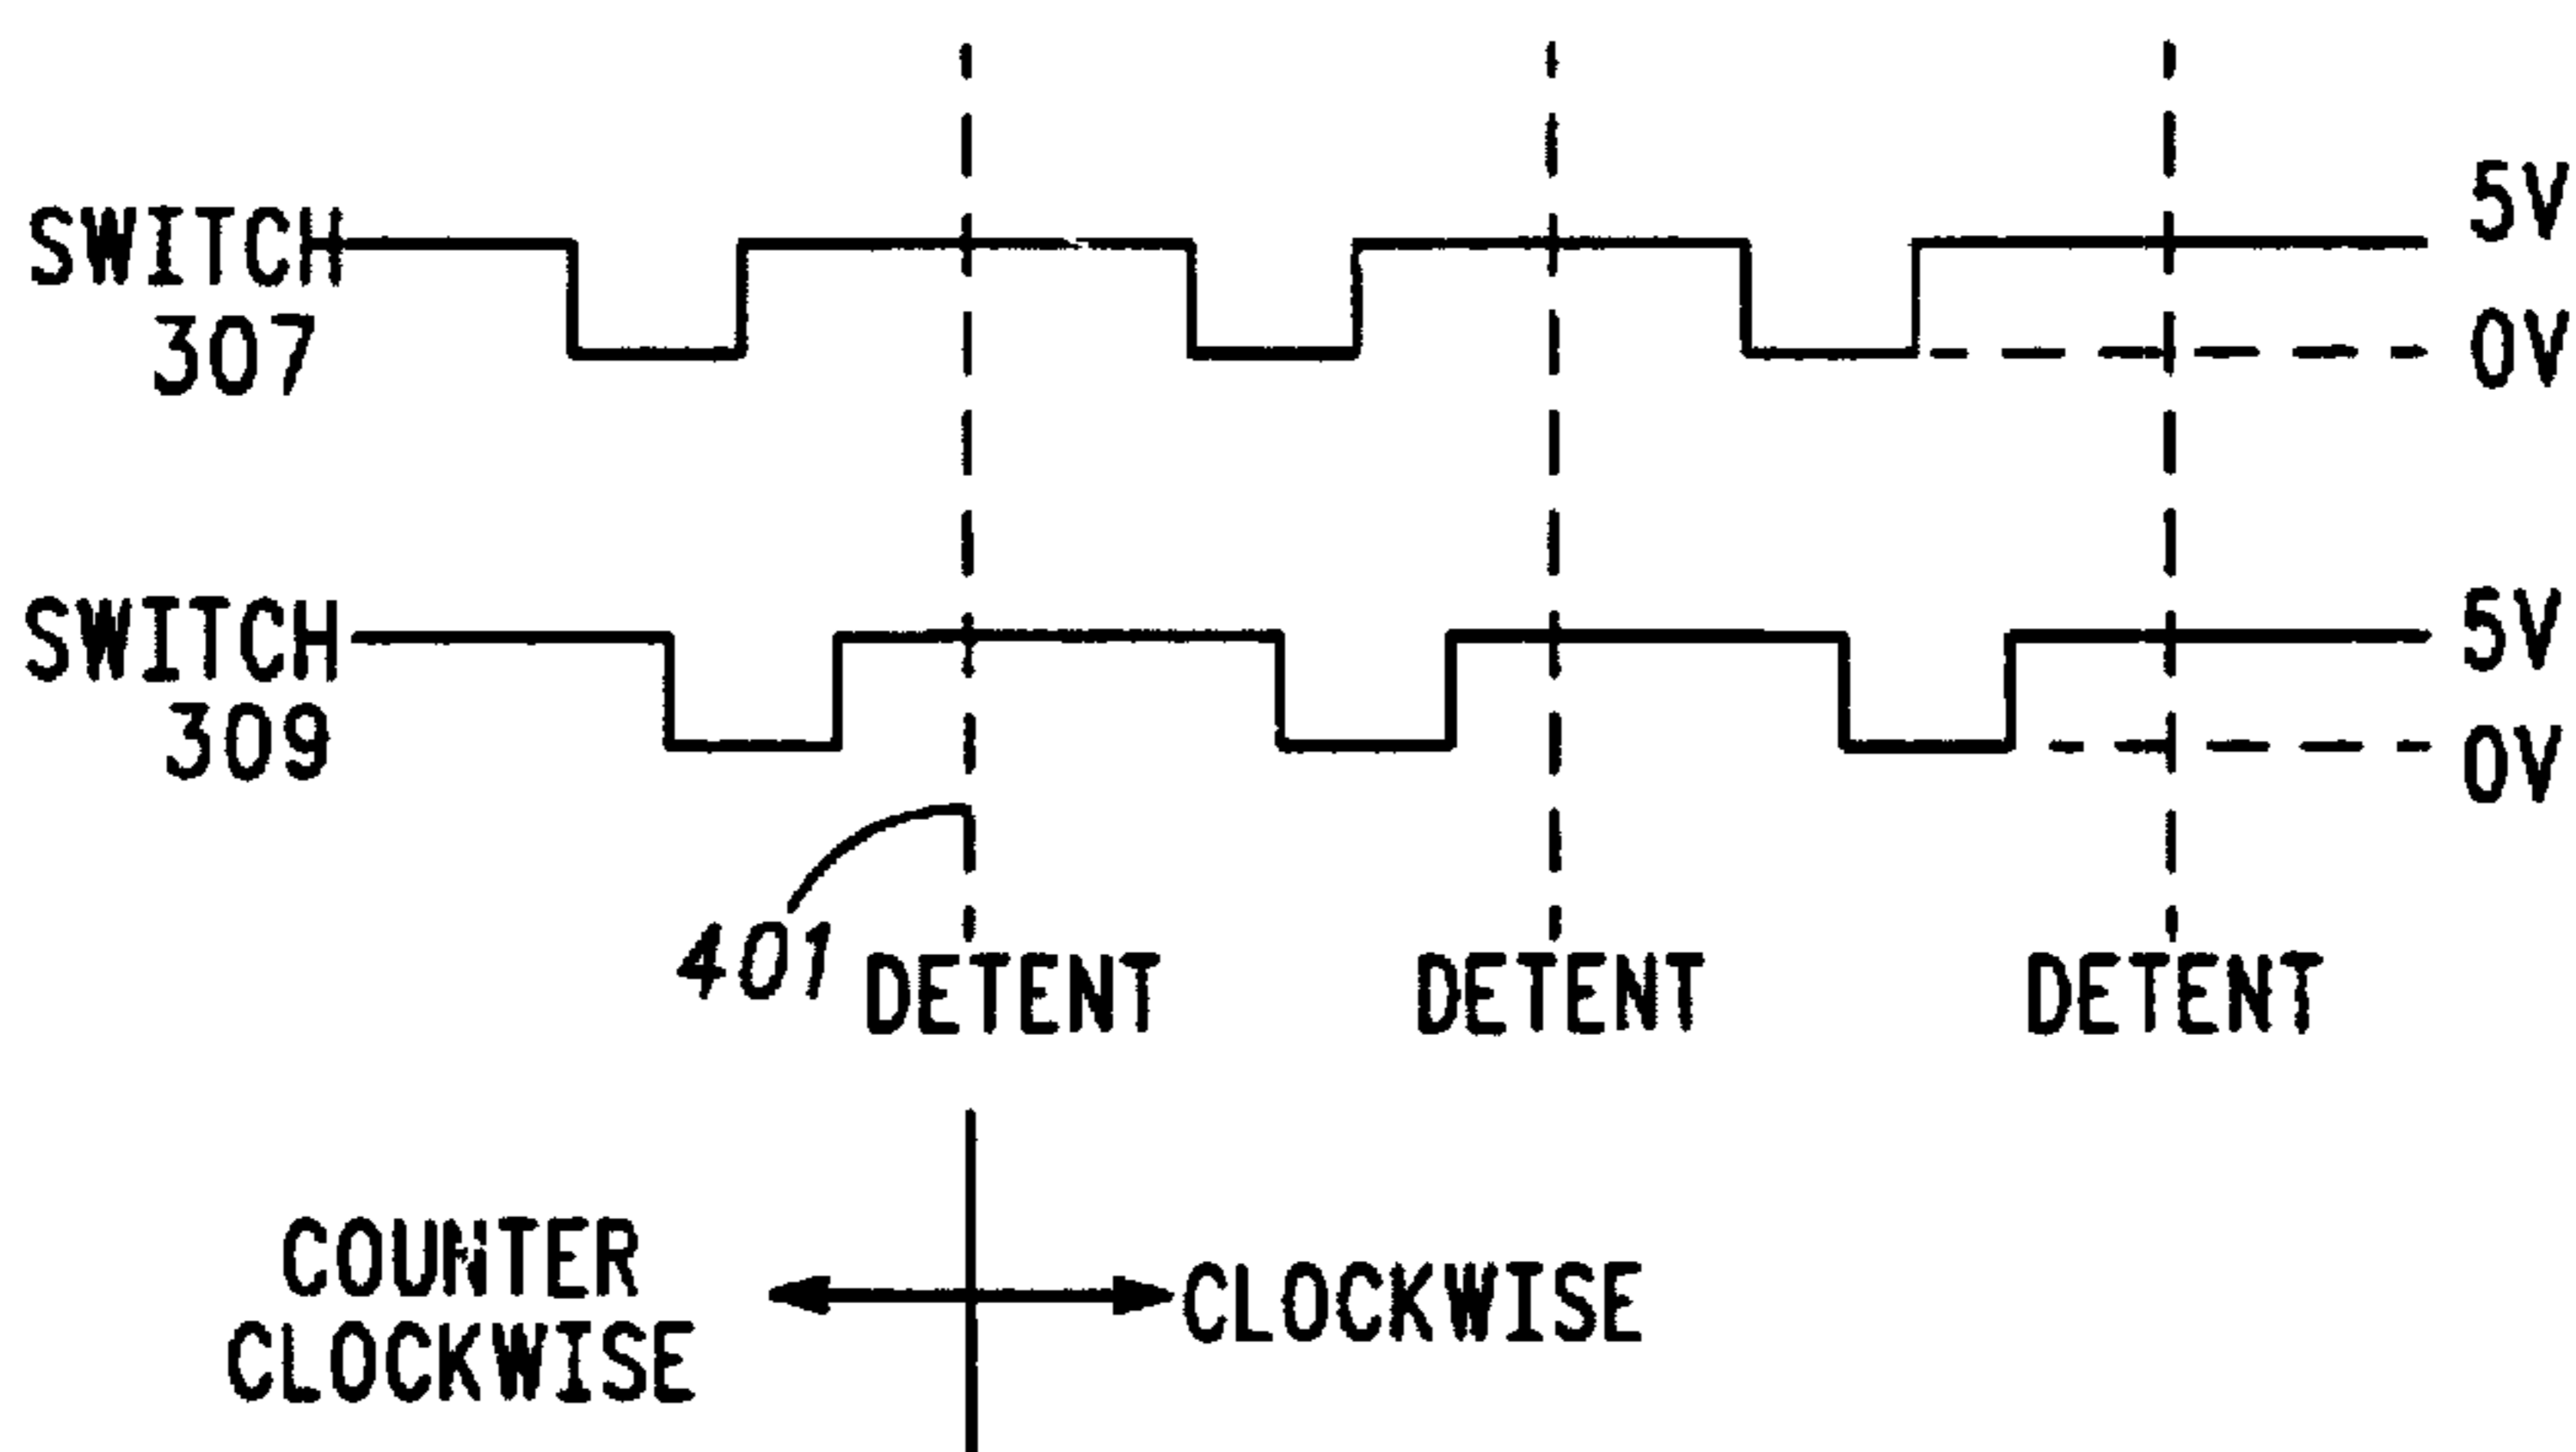 SWITCH
307
5V
0V
SWITCH
309
5V
0V
401
DETENT
DETENT
DETENT
COUNTER
CLOCKWISE
CLOCKWISE